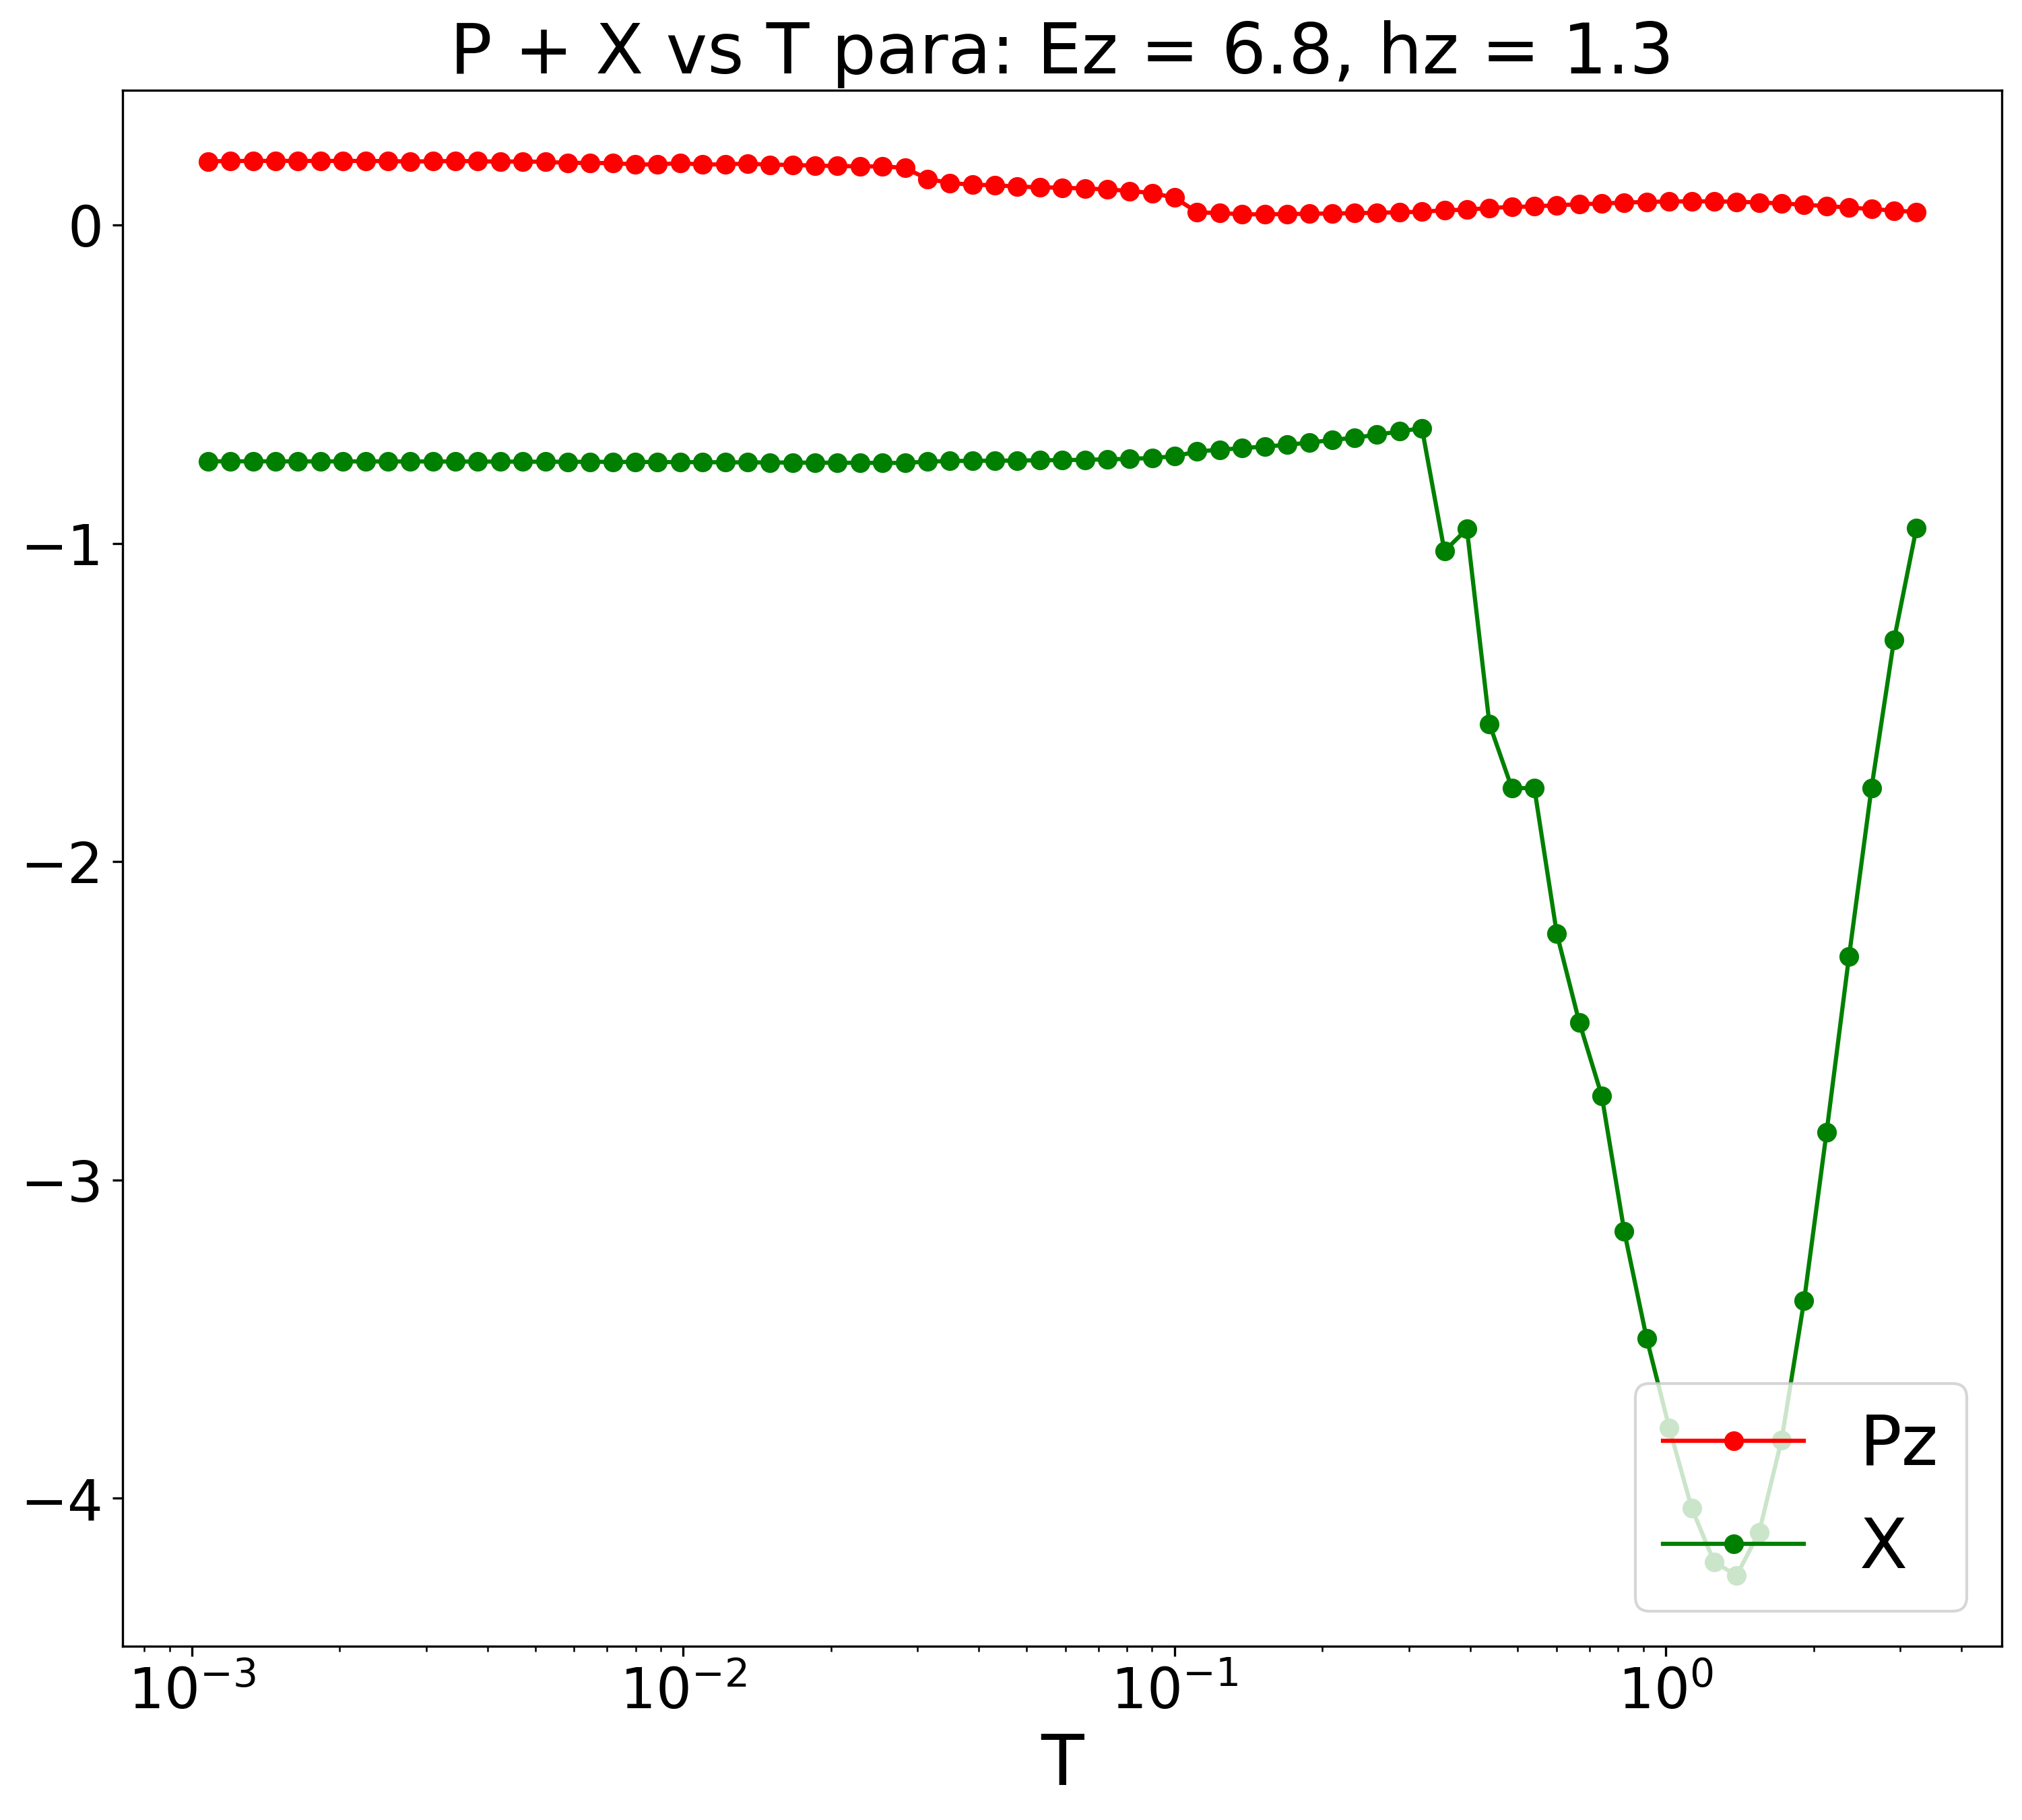 P + X vs T para: Ez = 6.8, hz = 1.3
0
−1
−2
−3
−4
Pz
X
10⁻³ 10⁻² 10⁻¹ 10⁰
T